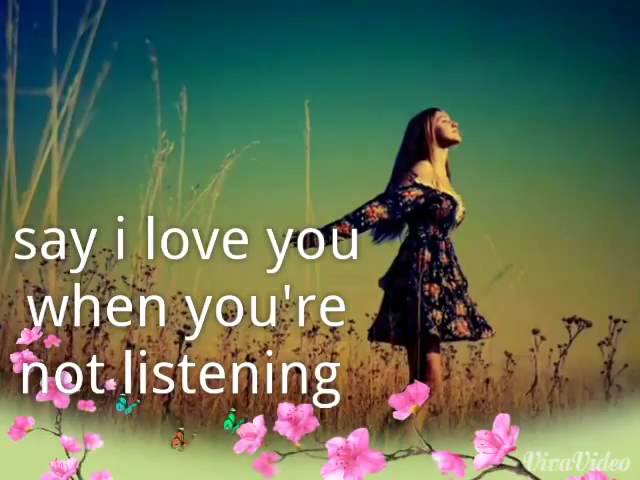 say i love you
when you're
not listening
VivaVideo